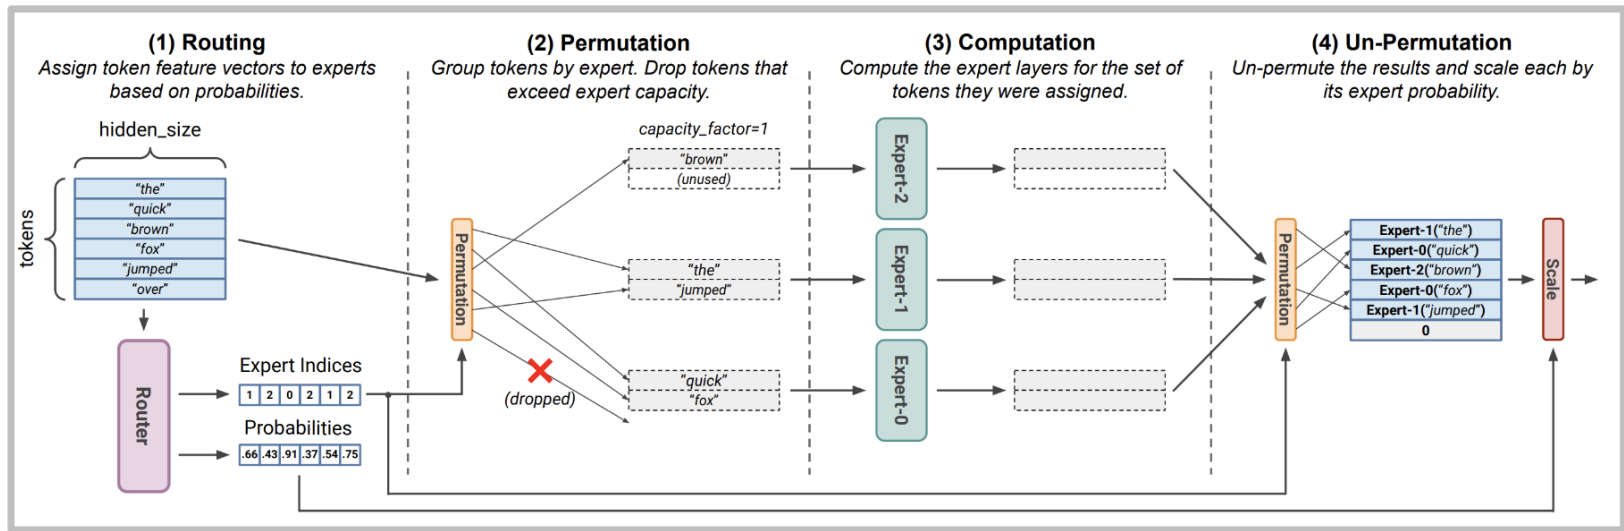 (1) Routing
Assign token feature vectors to experts
based on probabilities.
hidden_size
tokens
"the"
"quick"
"brown"
"fox"
"jumped"
"over"
Router
Expert Indices
1 2 0 2 1 2
Probabilities
.66 .43 .91 .37 .54 .75
(2) Permutation
Group tokens by expert. Drop tokens that
exceed expert capacity.
capacity_factor=1
Permutation
"brown"
(unused)
"the"
"jumped"
(dropped)
"quick"
"fox"
(3) Computation
Compute the expert layers for the set of
tokens they were assigned.
Expert-2
Expert-1
Expert-0
(4) Un-Permutation
Un-permute the results and scale each by
its expert probability.
Permutation
Expert-1("the")
Expert-0("quick")
Expert-2("brown")
Expert-0("fox")
Expert-1("jumped")
0
Scale